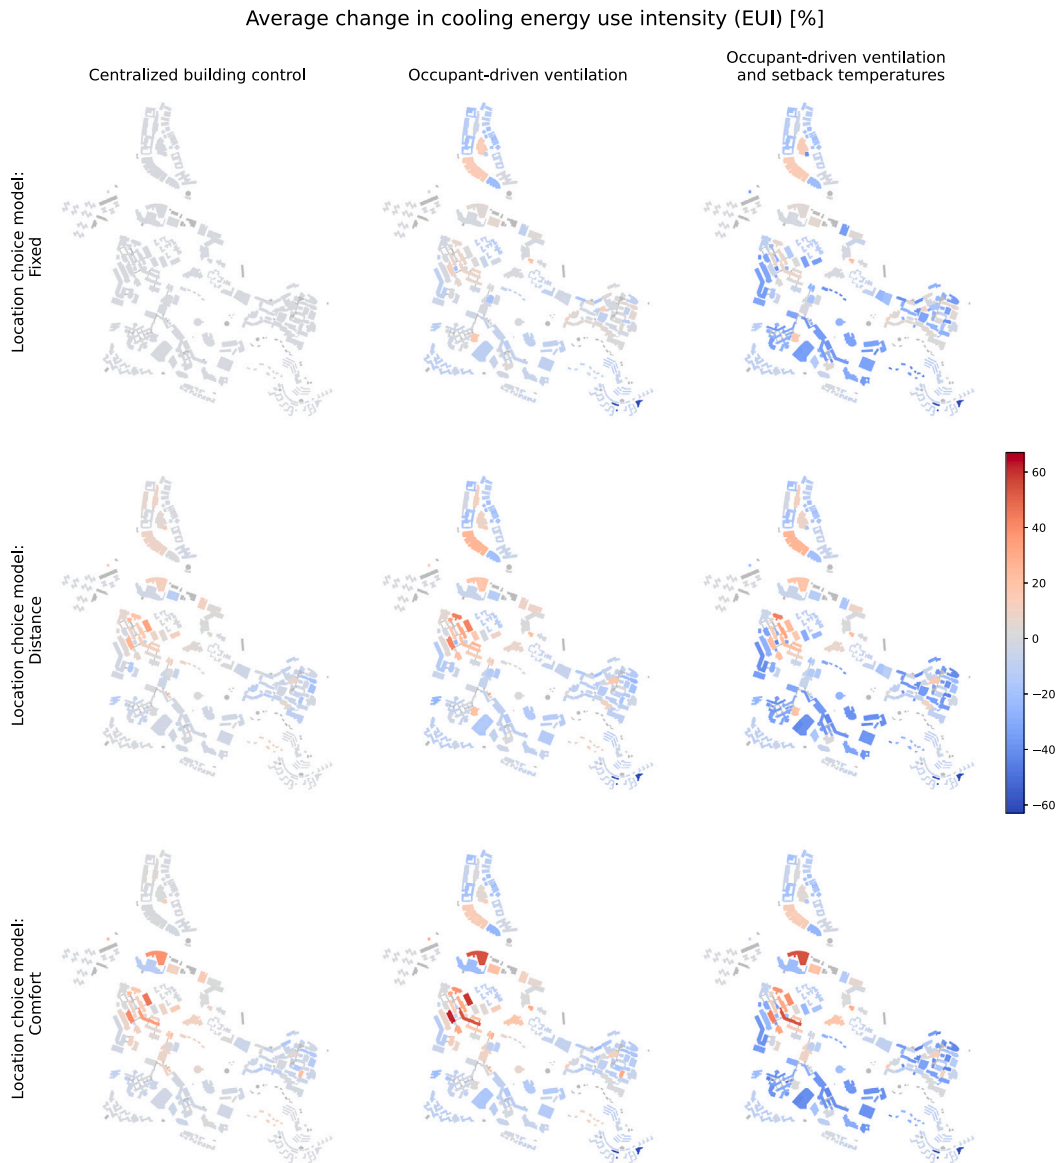 Average change in cooling energy use intensity (EUI) [%]
Centralized building control
Occupant-driven ventilation
Occupant-driven ventilation
and setback temperatures
Location choice model:
Fixed
Location choice model:
Distance
Location choice model:
Comfort
60
40
20
0
−20
−40
−60